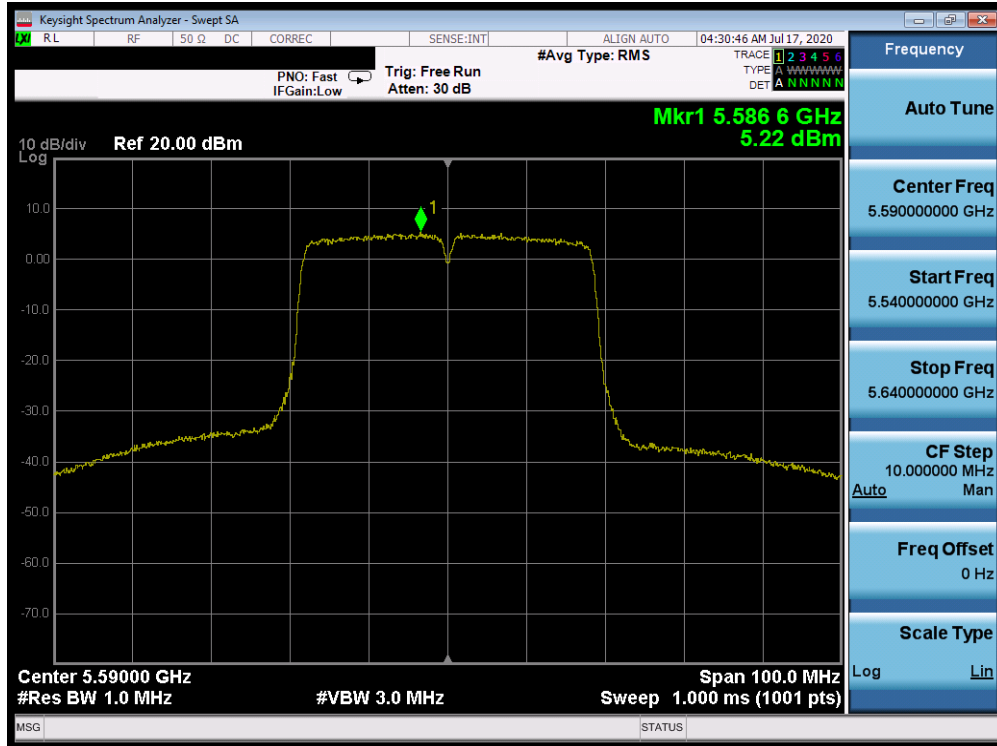 Keysight Spectrum Analyzer - Swept SA
LXI RL RF 50 Ω DC CORREC SENSE:INT ALIGN AUTO 04:30:46 AM Jul 17, 2020
Frequency
#Avg Type: RMS
TRACE 1 2 3 4 5 6
TYPE A WWWWW
DET A N N N N N
PNO: Fast
IFGain:Low
Trig: Free Run
Atten: 30 dB
Mkr1 5.586 6 GHz
5.22 dBm
10 dB/div
Log
Ref 20.00 dBm
10.0
0.00
-10.0
-20.0
-30.0
-40.0
-50.0
-60.0
-70.0
1
Center 5.59000 GHz
Span 100.0 MHz
#Res BW 1.0 MHz
#VBW 3.0 MHz
Sweep 1.000 ms (1001 pts)
MSG
STATUS
Auto Tune
Center Freq
5.590000000 GHz
Start Freq
5.540000000 GHz
Stop Freq
5.640000000 GHz
CF Step
10.000000 MHz
Auto Man
Freq Offset
0 Hz
Scale Type
Log Lin